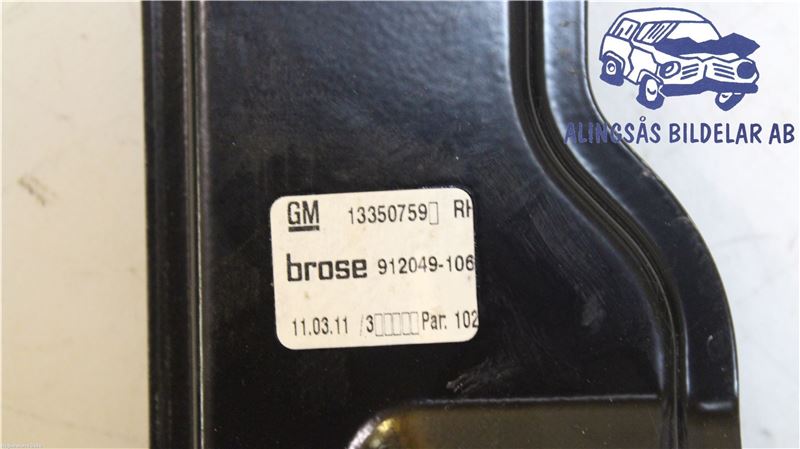 ALINGSÅS BILDELAR AB
GM 13350759▯ RH
brose 912049-106
11.03.11 /3▯▯▯▯▯ Par. 102